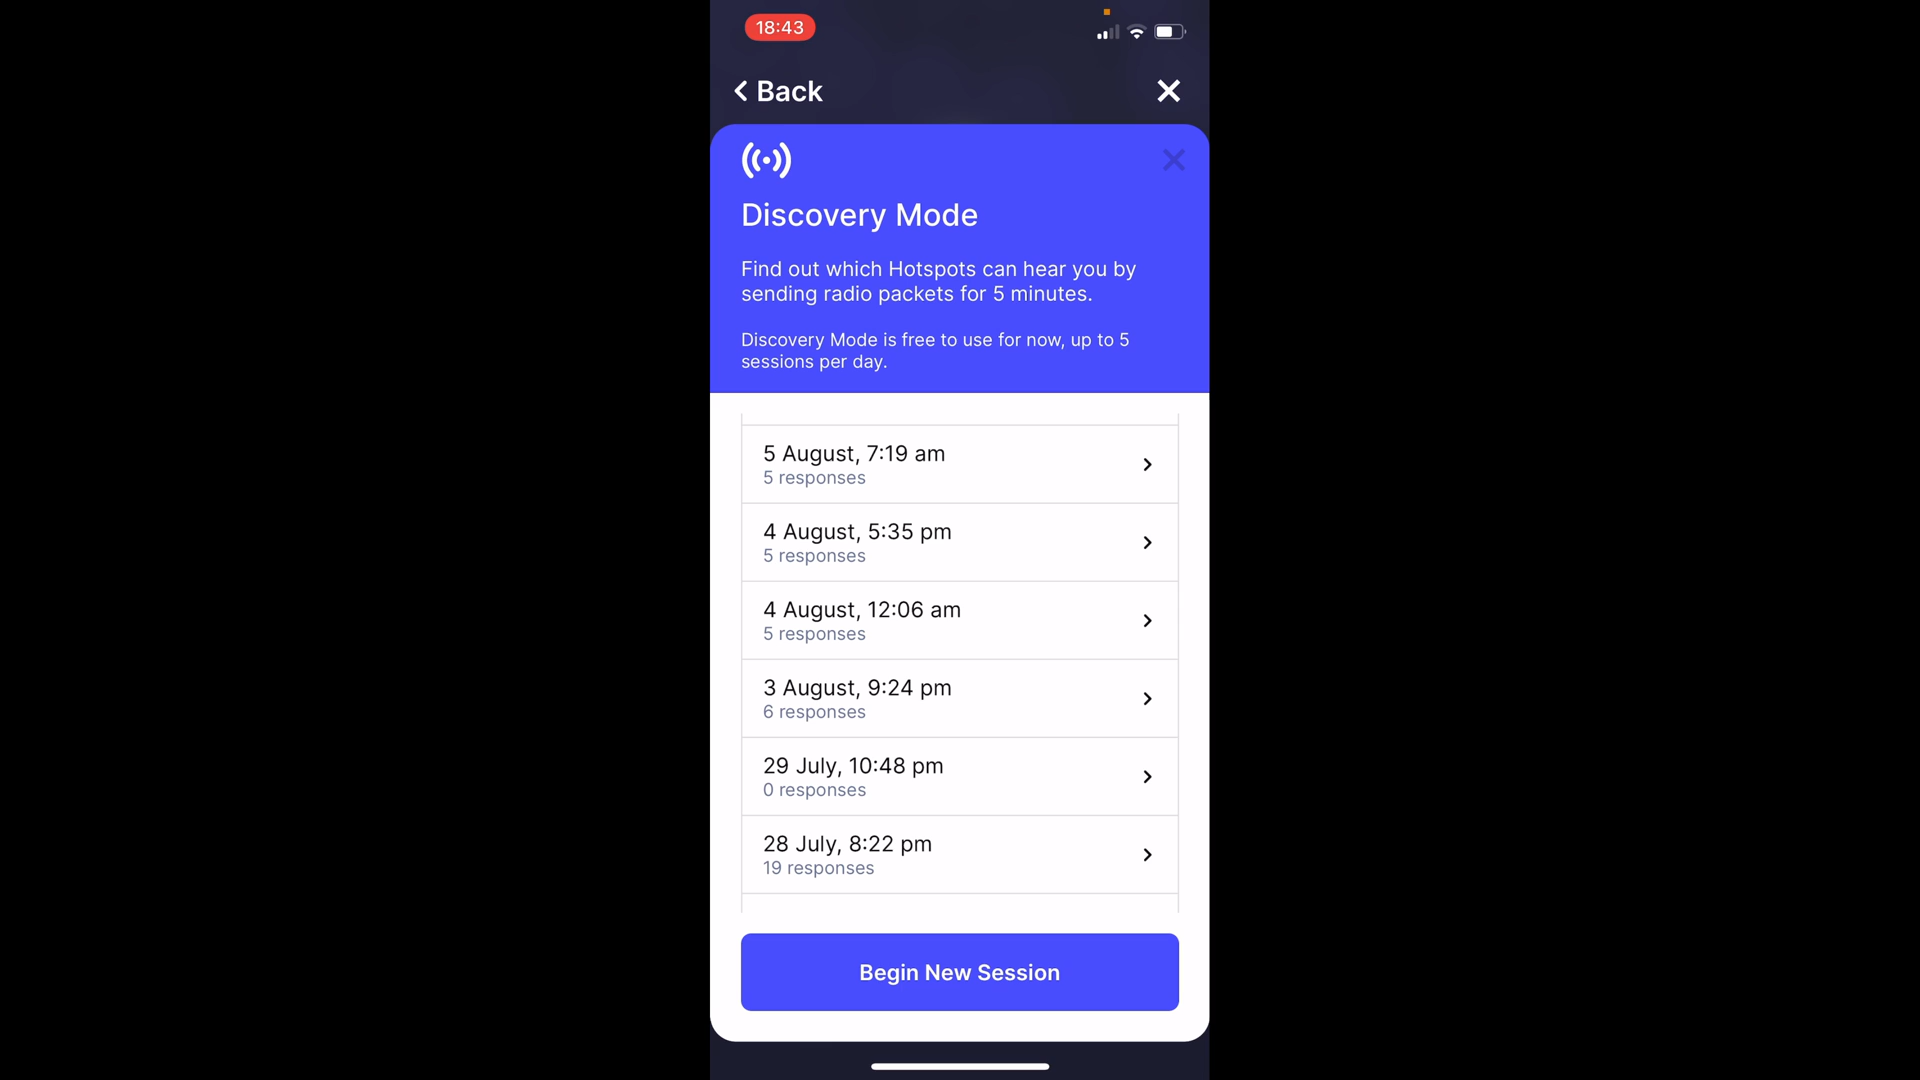 18:43
Back
Discovery Mode
Find out which Hotspots can hear you by
sending radio packets for 5 minutes.
Discovery Mode is free to use for now, up to 5
sessions per day.
5 August, 7:19 am
5 responses
4 August, 5:35 pm
5 responses
4 August, 12:06 am
5 responses
3 August, 9:24 pm
6 responses
29 July, 10:48 pm
0 responses
28 July, 8:22 pm
19 responses
Begin New Session